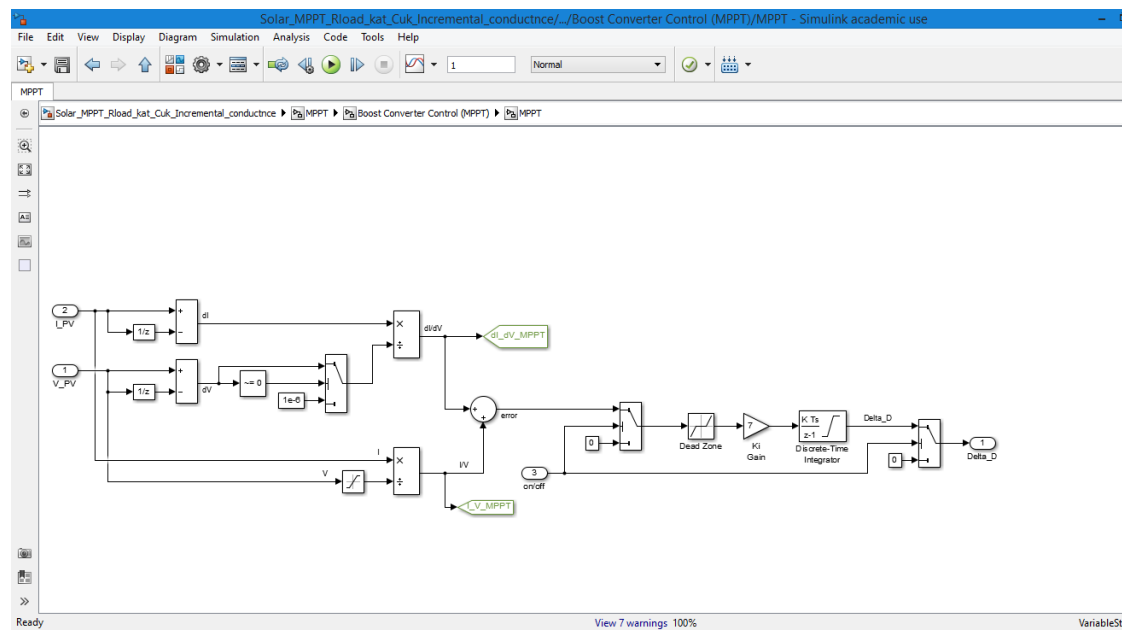 Solar_MPPT_Rload_kat_Cuk_Incremental_conductnce/.../Boost Converter Control (MPPT)/MPPT - Simulink academic use
File Edit View Display Diagram Simulation Analysis Code Tools Help
1 Normal
MPPT
Solar_MPPT_Rload_kat_Cuk_Incremental_conductnce ▶ MPPT ▶ Boost Converter Control (MPPT) ▶ MPPT
2
I_PV
1/z
+
−
dI
×
÷
dI/dV
dI_dV_MPPT
1
V_PV
1/z
+
−
dV
~= 0
1e-6
+
+
error
I
V
×
÷
I/V
I_V_MPPT
3
on/off
0
Dead Zone
7
Ki
Gain
K Ts
z-1
Discrete-Time
Integrator
Delta_D
0
1
Delta_D
Ready View 7 warnings 100% VariableSt